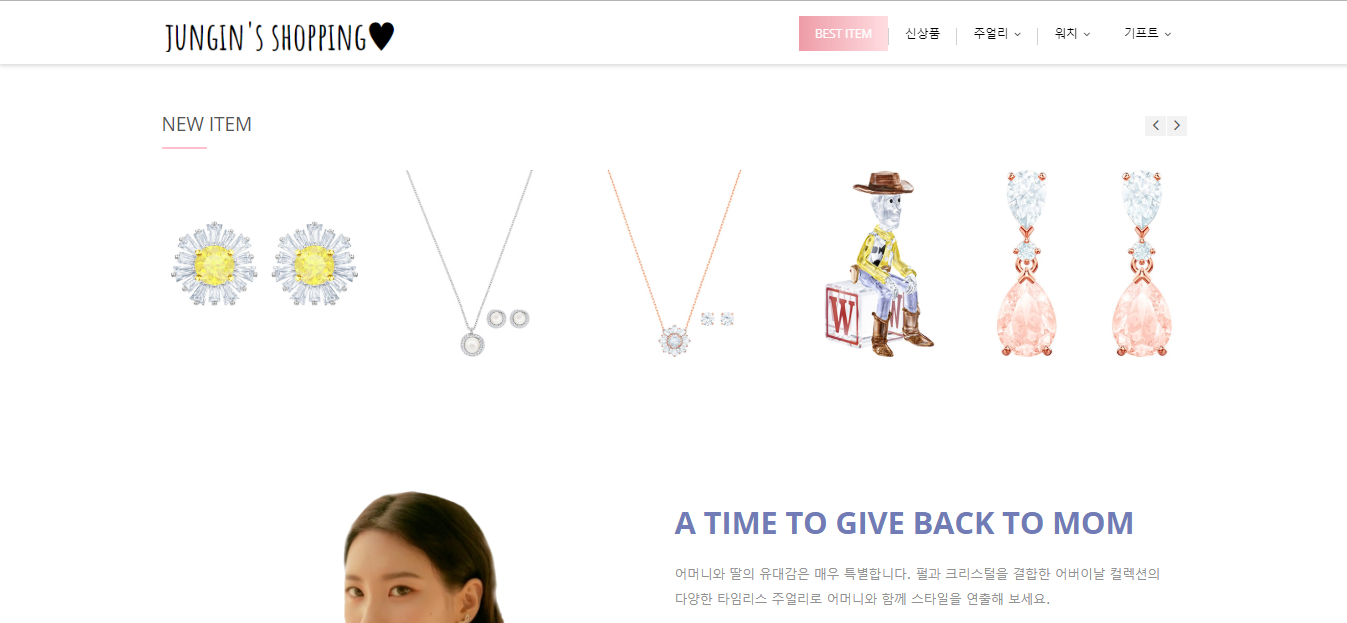 JUNGIN'S SHOPPING♥
BEST ITEM 신상품 주얼리 워치 기프트
NEW ITEM
W W
A TIME TO GIVE BACK TO MOM
어머니와 딸의 유대감은 매우 특별합니다. 펄과 크리스털을 결합한 어버이날 컬렉션의
다양한 타임리스 주얼리로 어머니와 함께 스타일을 연출해 보세요.